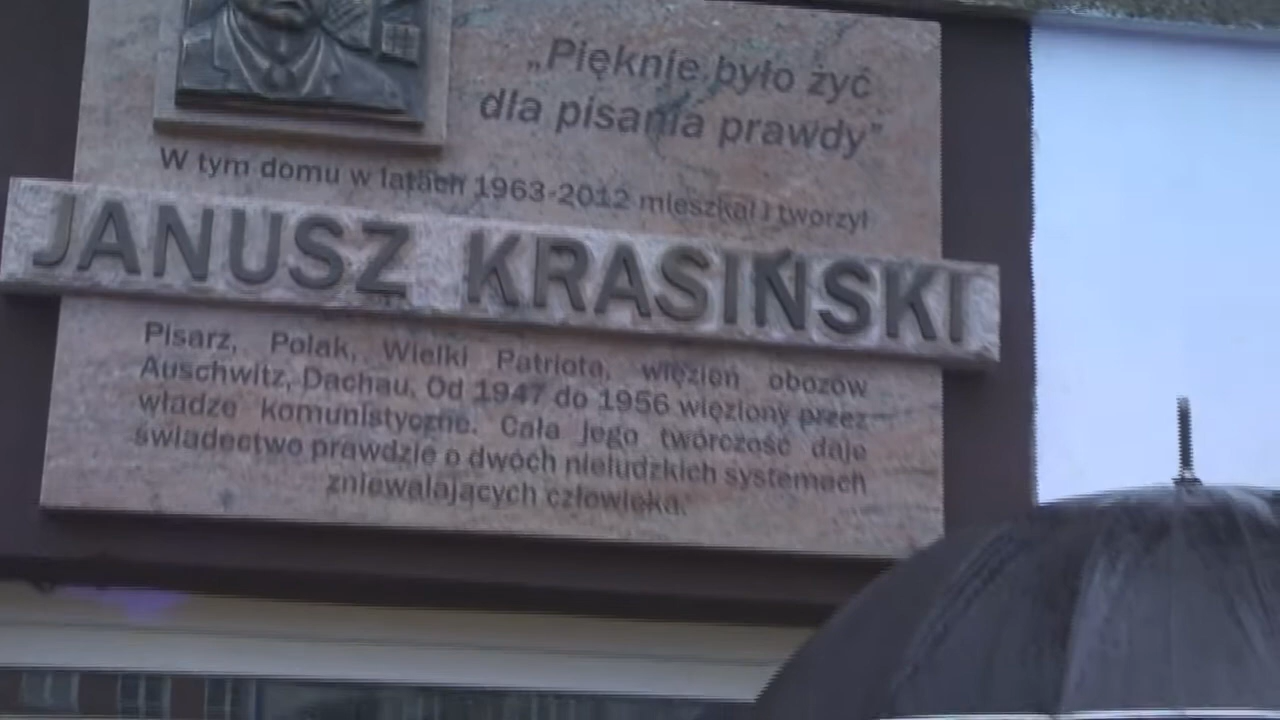 „Pięknie było żyć
dla pisania prawdy”
W tym domu w latach 1963-2012 mieszkał i tworzył
JANUSZ KRASIŃSKI
Pisarz, Polak, Wielki Patriota, więzień obozów
Auschwitz, Dachau. Od 1947 do 1956 więziony przez
władze komunistyczne. Cała jego twórczość daje
świadectwo prawdzie o dwóch nieludzkich systemach
zniewalających człowieka.